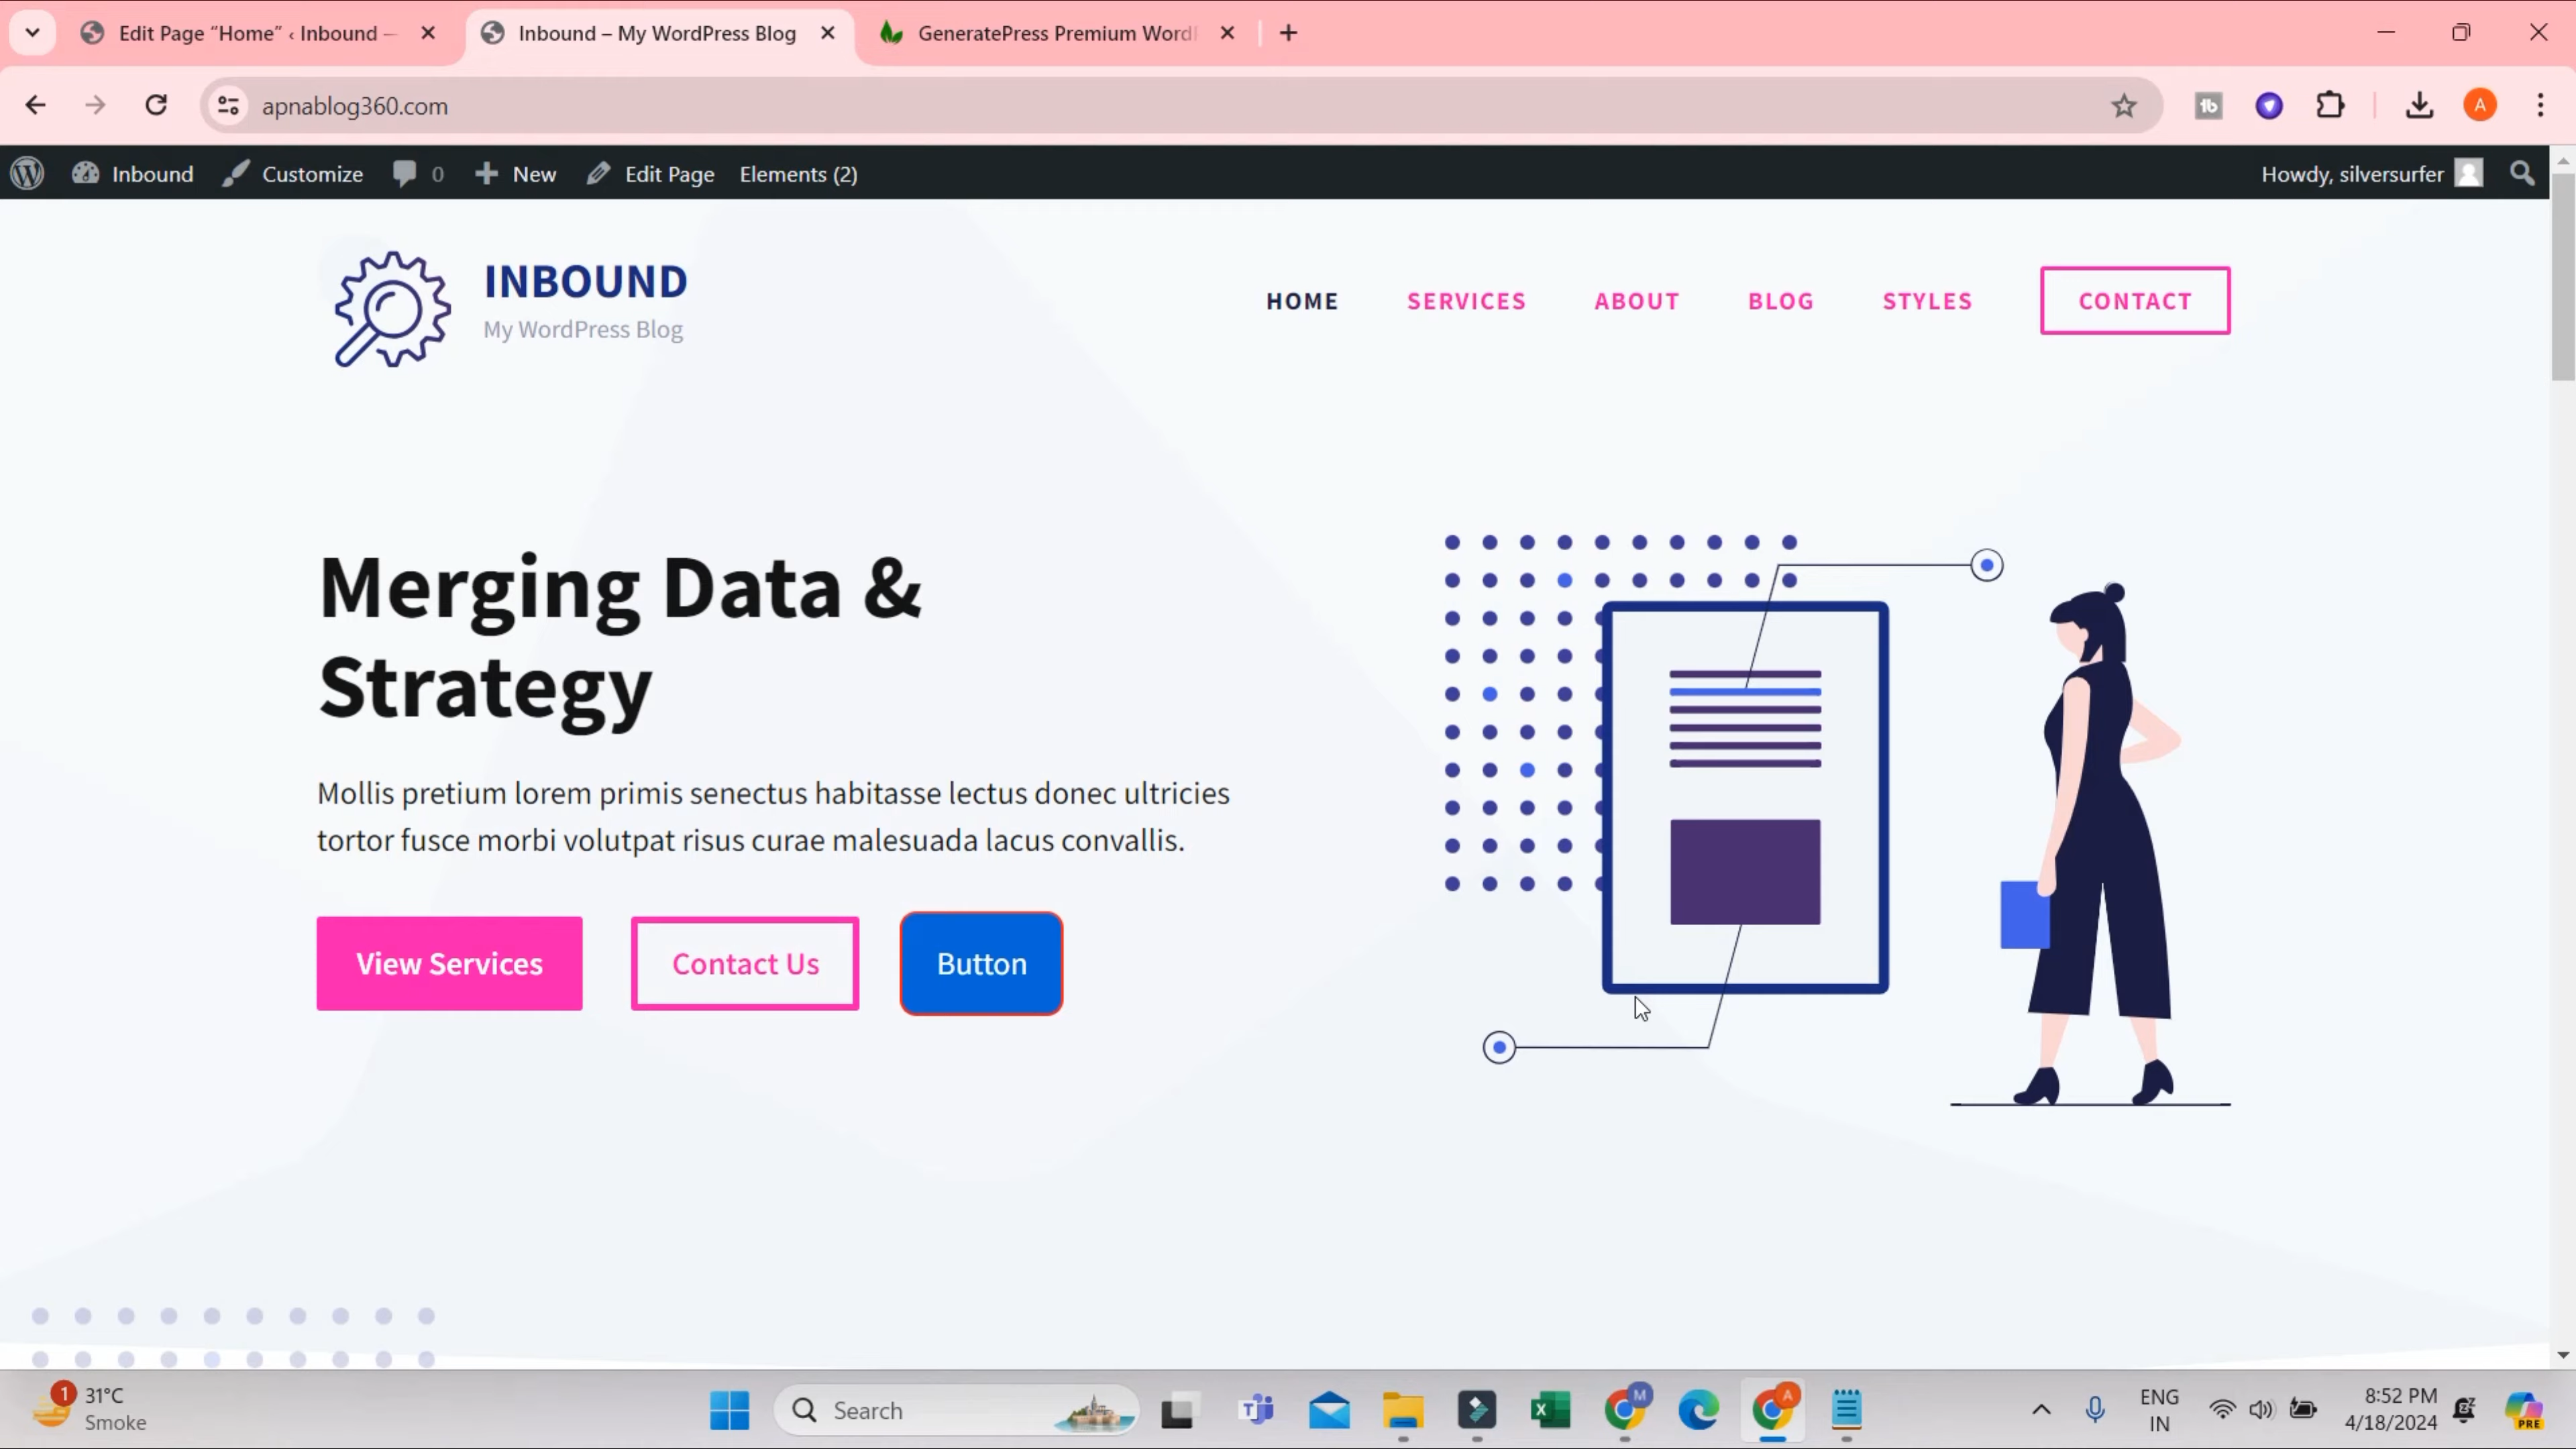 Edit Page “Home” ‹ Inbound —
Inbound – My WordPress Blog
GeneratePress Premium Word
apnablog360.com
A
Inbound
Customize
0
New
Edit Page
Elements (2)
Howdy, silversurfer
INBOUND
My WordPress Blog
HOME
SERVICES
ABOUT
BLOG
STYLES
CONTACT
Merging Data &
Strategy
Mollis pretium lorem primis senectus habitasse lectus donec ultricies
tortor fusce morbi volutpat risus curae malesuada lacus convallis.
View Services
Contact Us
Button
1
31°C
Smoke
Search
M
A
ENG
IN
8:52 PM
4/18/2024
PRE